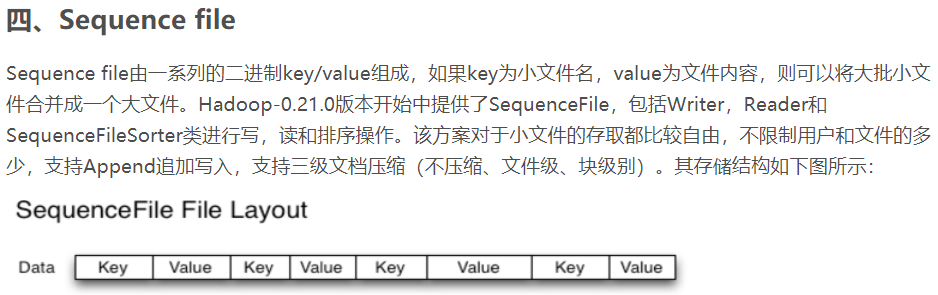 四、Sequence file
Sequence file由一系列的二进制key/value组成，如果key为小文件名，value为文件内容，则可以将大批小文
件合并成一个大文件。Hadoop-0.21.0版本开始中提供了SequenceFile，包括Writer，Reader和
SequenceFileSorter类进行写，读和排序操作。该方案对于小文件的存取都比较自由，不限制用户和文件的多
少，支持Append追加写入，支持三级文档压缩（不压缩、文件级、块级别）。其存储结构如下图所示：
SequenceFile File Layout
Data Key Value Key Value Key Value Key Value